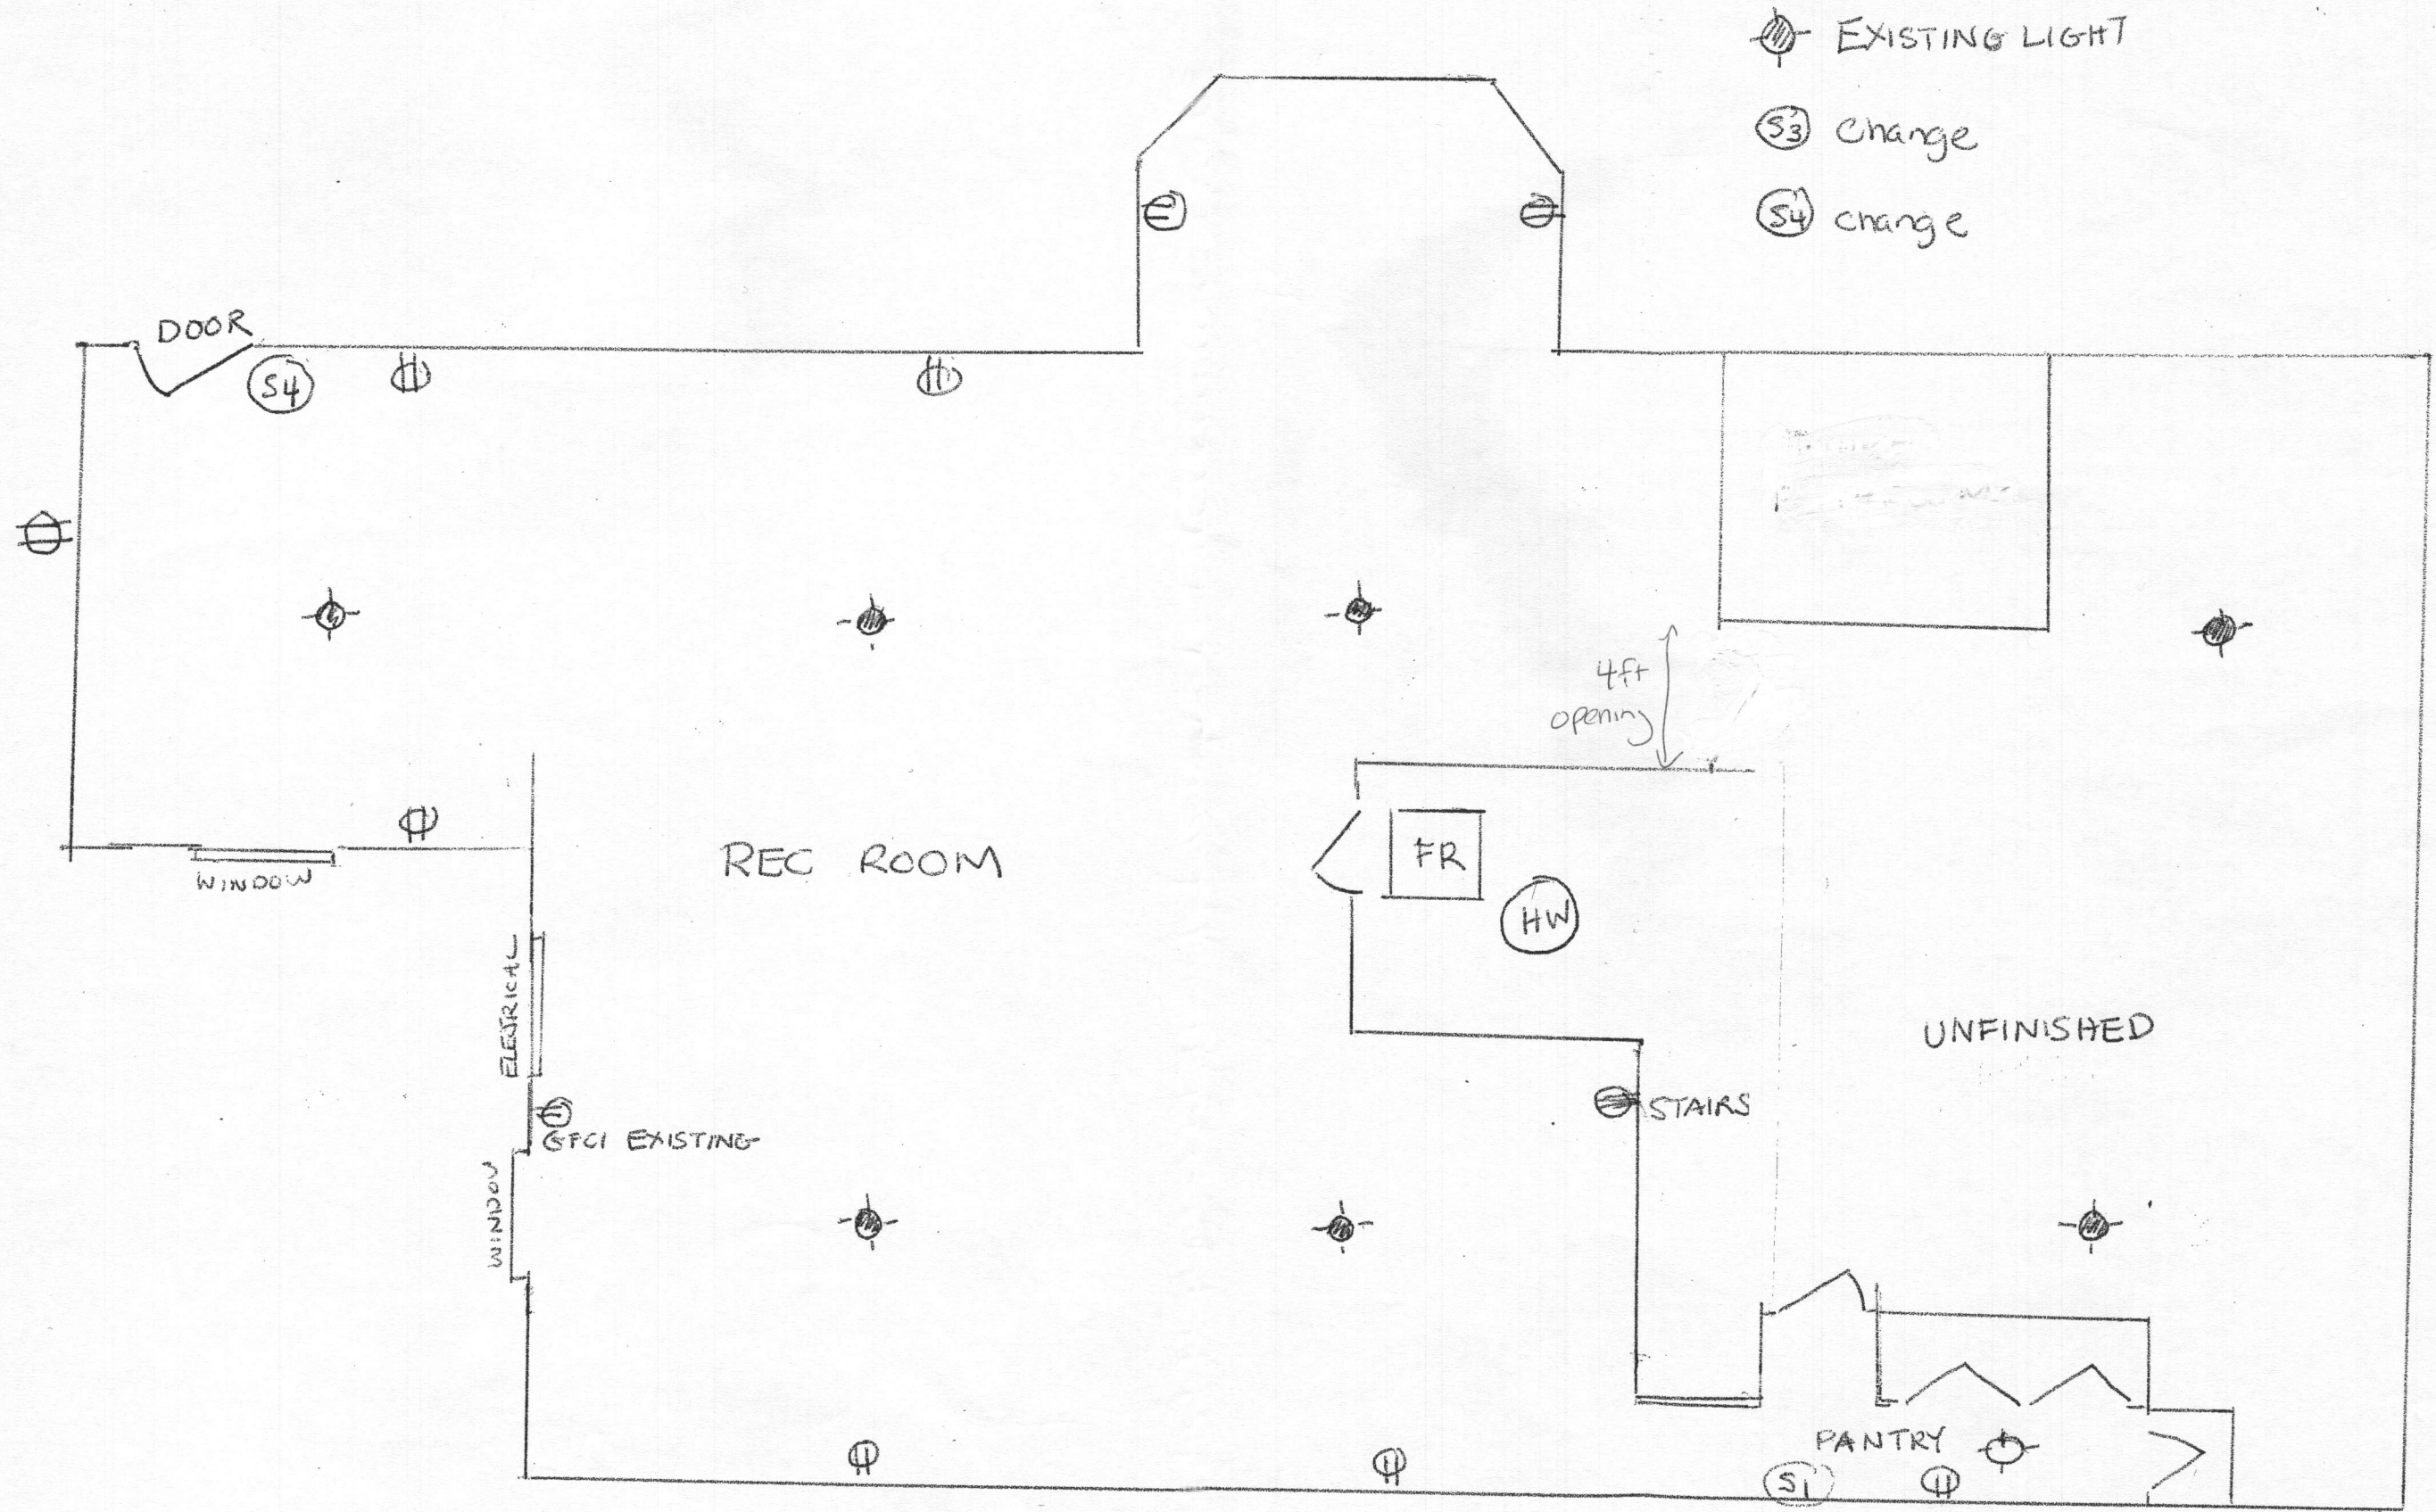 EXISTING LIGHT
S3 change
S4 change
DOOR
S4
4ft
opening
REC ROOM
FR
HW
WINDOW
ELETRICAL
UNFINISHED
STAIRS
GFCI EXISTING
WINDOW
PANTRY
S1